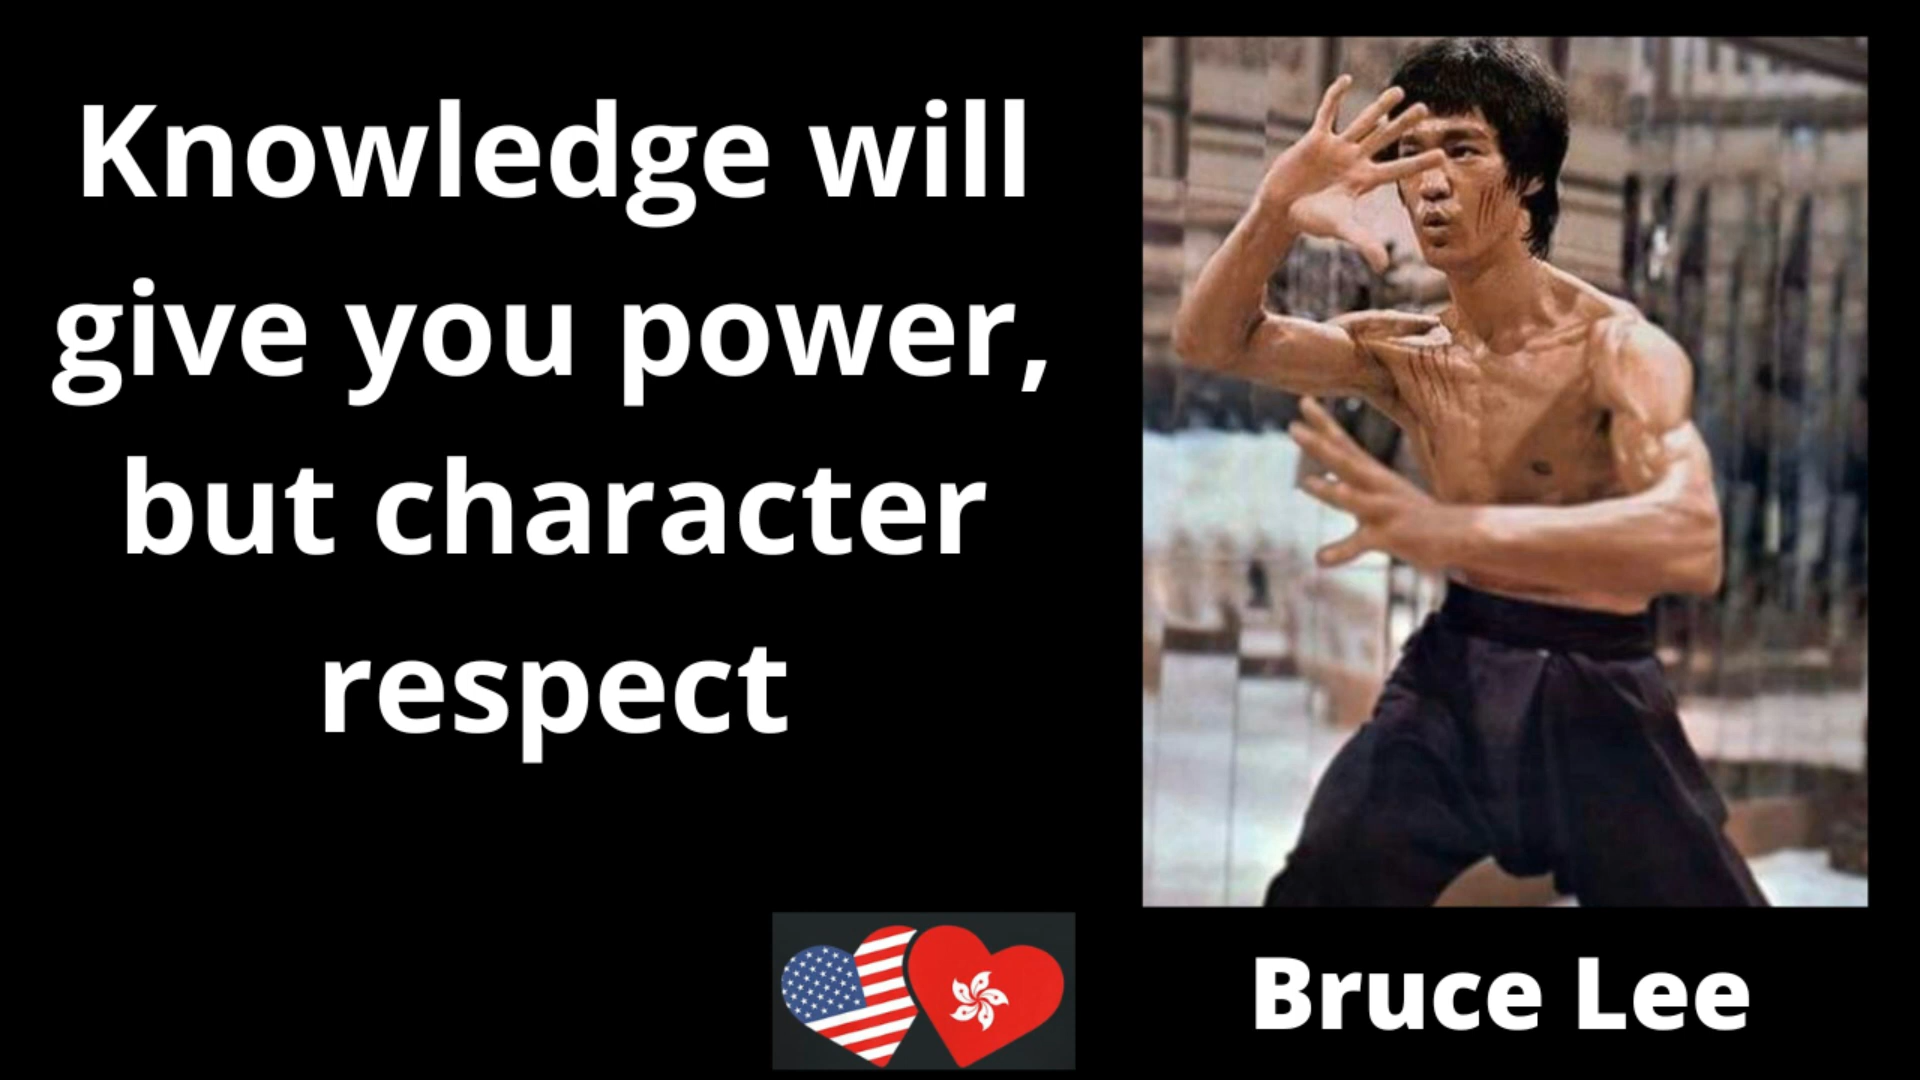 Knowledge will
give you power,
but character
respect
Bruce Lee